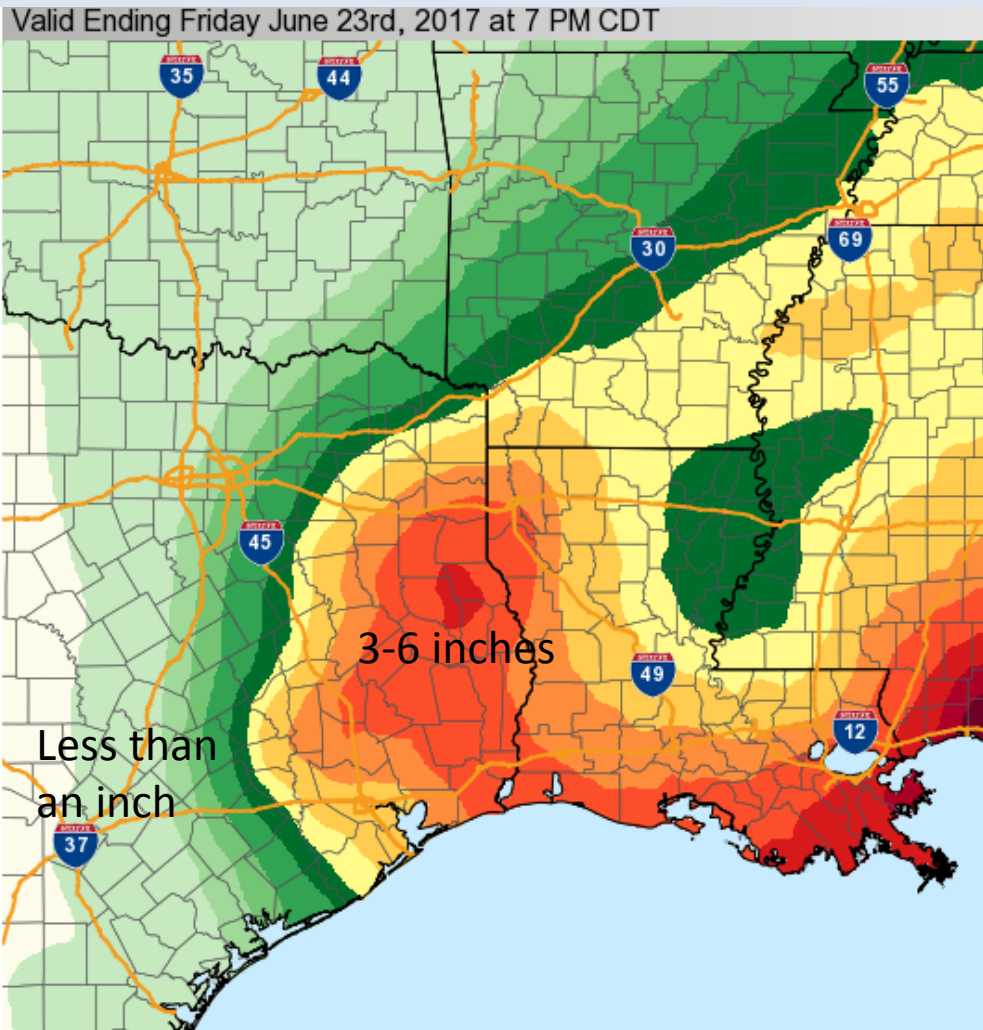 Valid Ending Friday June 23rd, 2017 at 7 PM CDT
35
44
55
30
69
45
3-6 inches
49
12
Less than
an inch
37